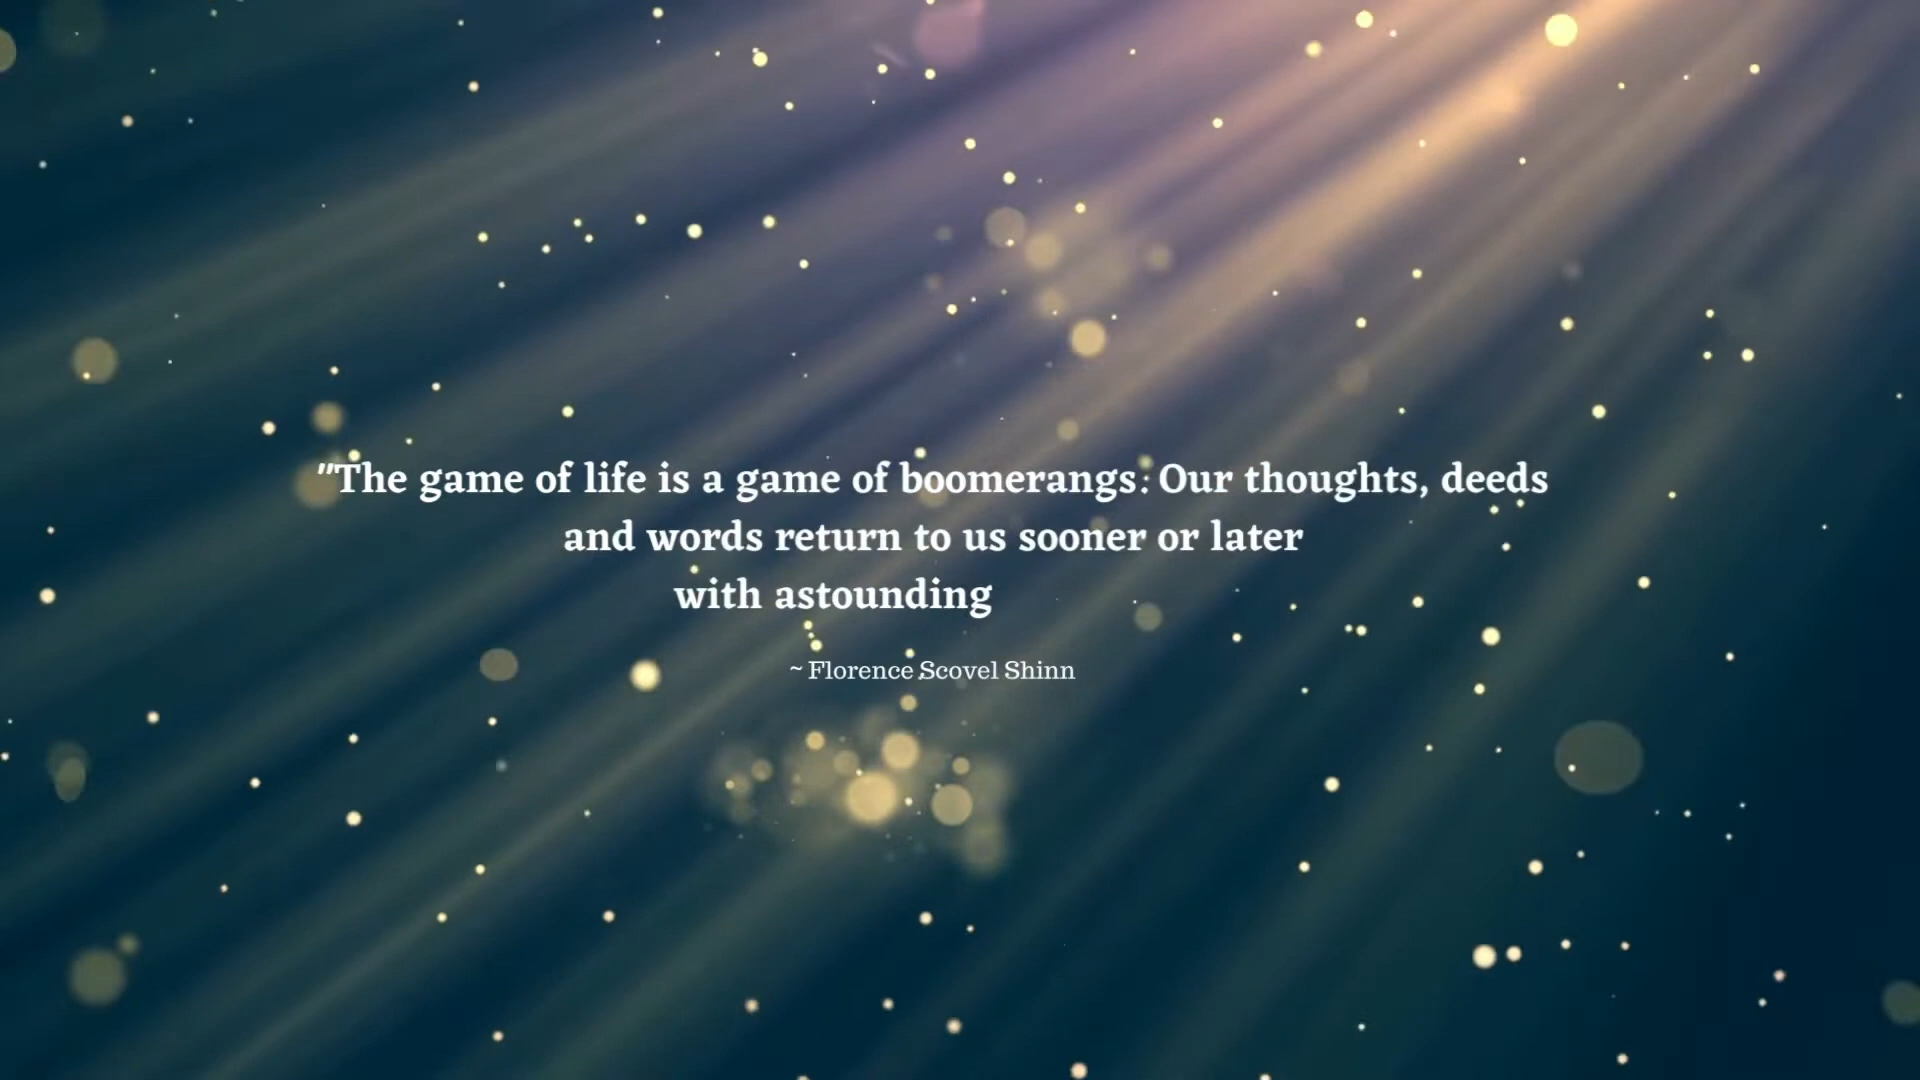 "The game of life is a game of boomerangs. Our thoughts, deeds
and words return to us sooner or later
with astounding
~ Florence Scovel Shinn